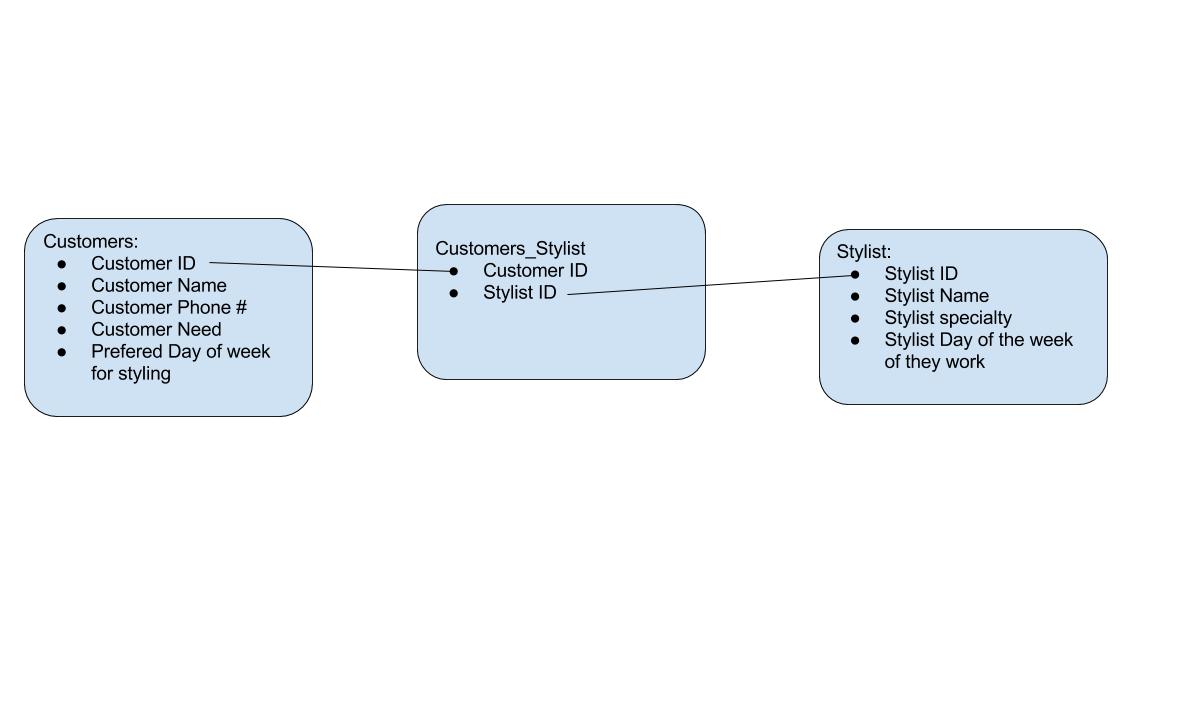 Customers:
● Customer ID
● Customer Name
● Customer Phone #
● Customer Need
● Prefered Day of week
for styling
Customers_Stylist
● Customer ID
● Stylist ID
Stylist:
● Stylist ID
● Stylist Name
● Stylist specialty
● Stylist Day of the week
of they work